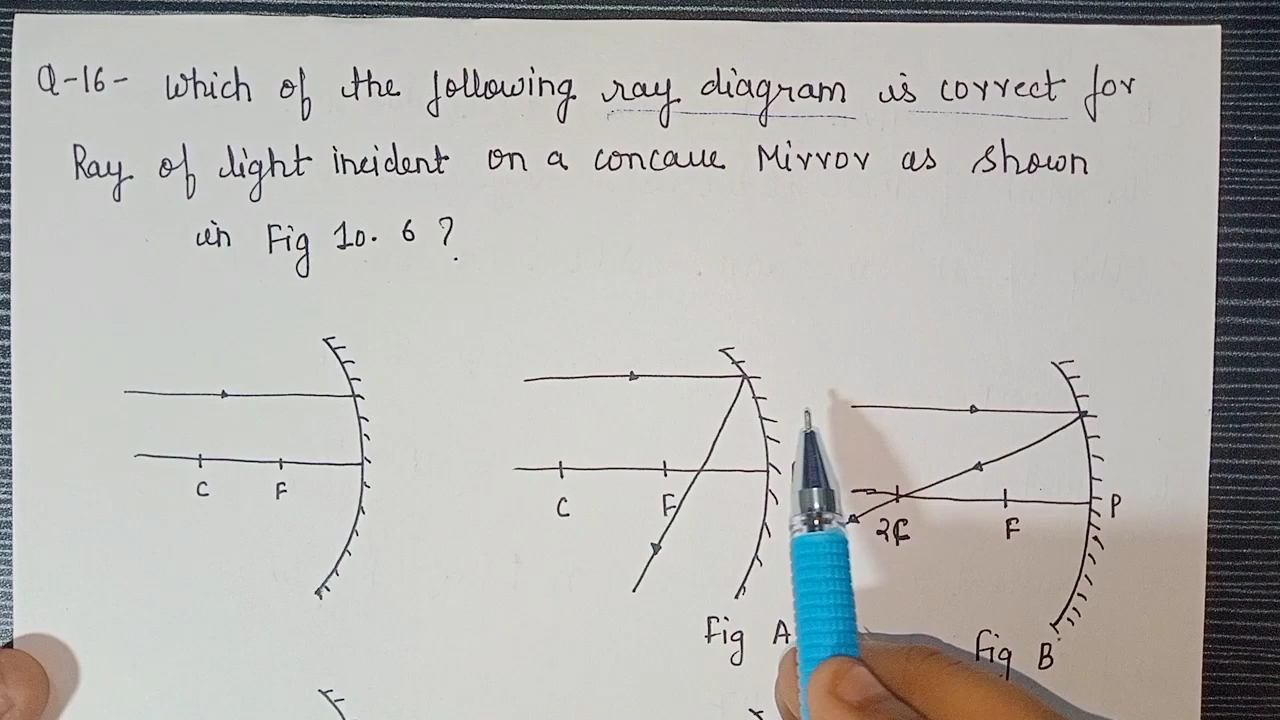 Q-16- Which of the following ray diagram is correct for
Ray of light incident on a concave Mirror as shown
in Fig 10.6?
C F
C F
2F F P
Fig A
Fig B